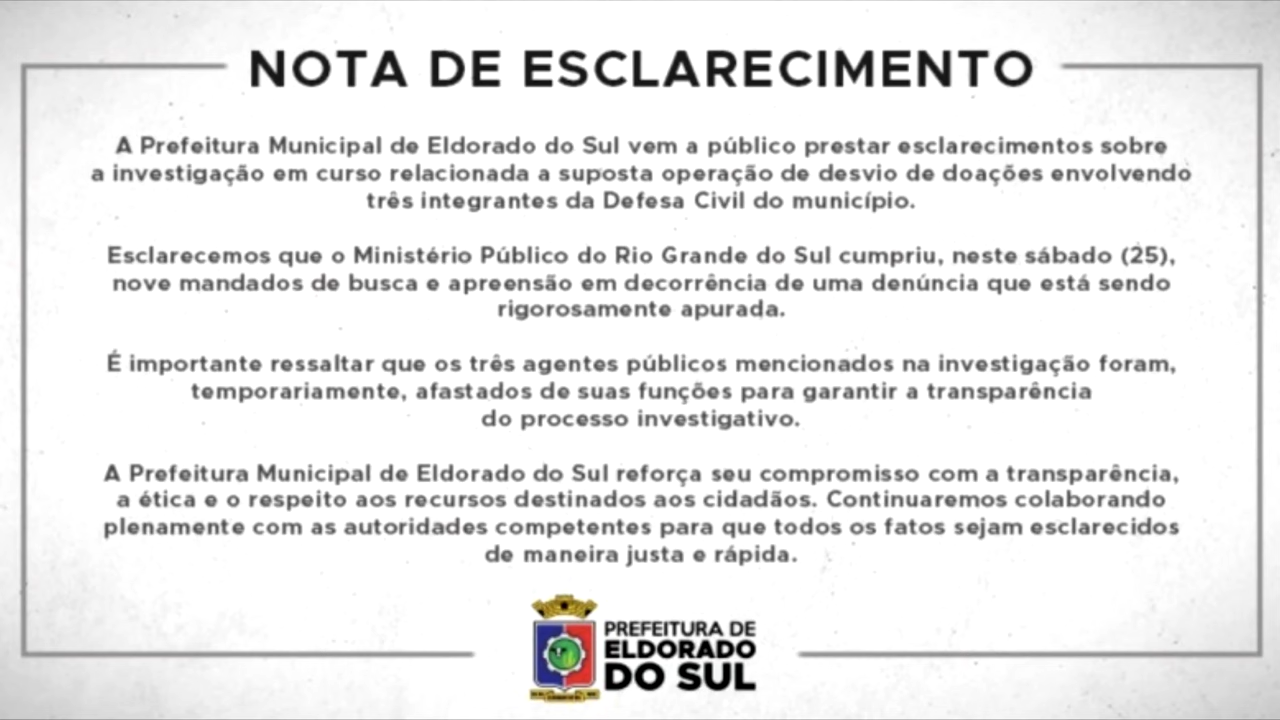 NOTA DE ESCLARECIMENTO
A Prefeitura Municipal de Eldorado do Sul vem a público prestar esclarecimentos sobre
a investigação em curso relacionada a suposta operação de desvio de doações envolvendo
três integrantes da Defesa Civil do município.
Esclarecemos que o Ministério Público do Rio Grande do Sul cumpriu, neste sábado (25),
nove mandados de busca e apreensão em decorrência de uma denúncia que está sendo
rigorosamente apurada.
É importante ressaltar que os três agentes públicos mencionados na investigação foram,
temporariamente, afastados de suas funções para garantir a transparência
do processo investigativo.
A Prefeitura Municipal de Eldorado do Sul reforça seu compromisso com a transparência,
a ética e o respeito aos recursos destinados aos cidadãos. Continuaremos colaborando
plenamente com as autoridades competentes para que todos os fatos sejam esclarecidos
de maneira justa e rápida.
PREFEITURA DE
ELDORADO
DO SUL